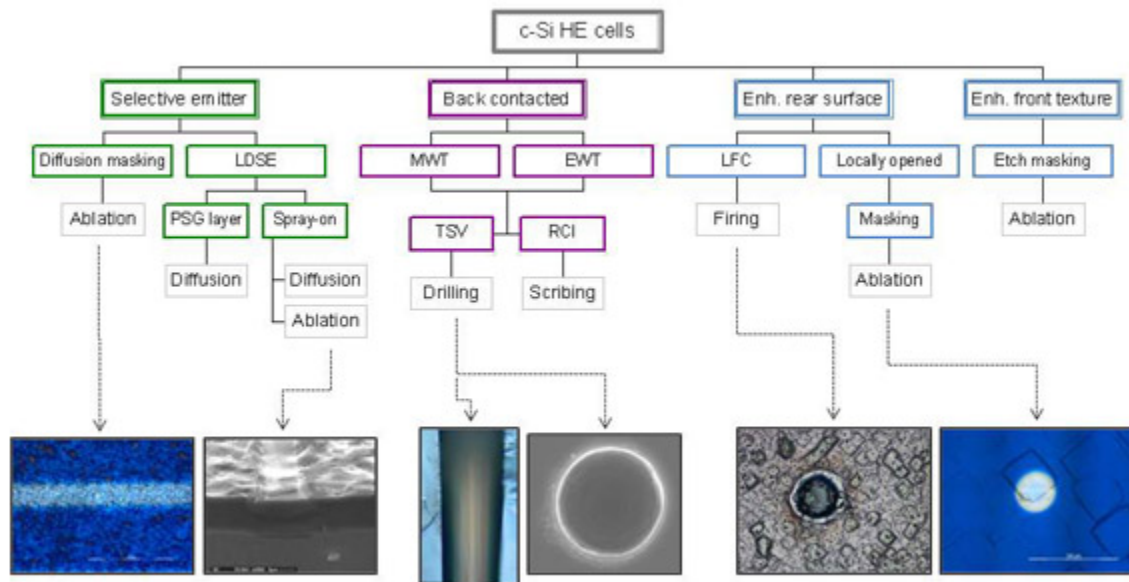 c-Si HE cells
Selective emitter
Back contacted
Enh. rear surface
Enh. front texture
Diffusion masking
LDSE
MWT
EWT
LFC
Locally opened
Etch masking
Ablation
PSG layer
Spray-on
TSV
RCI
Firing
Masking
Ablation
Diffusion
Diffusion
Drilling
Scribing
Ablation
Ablation